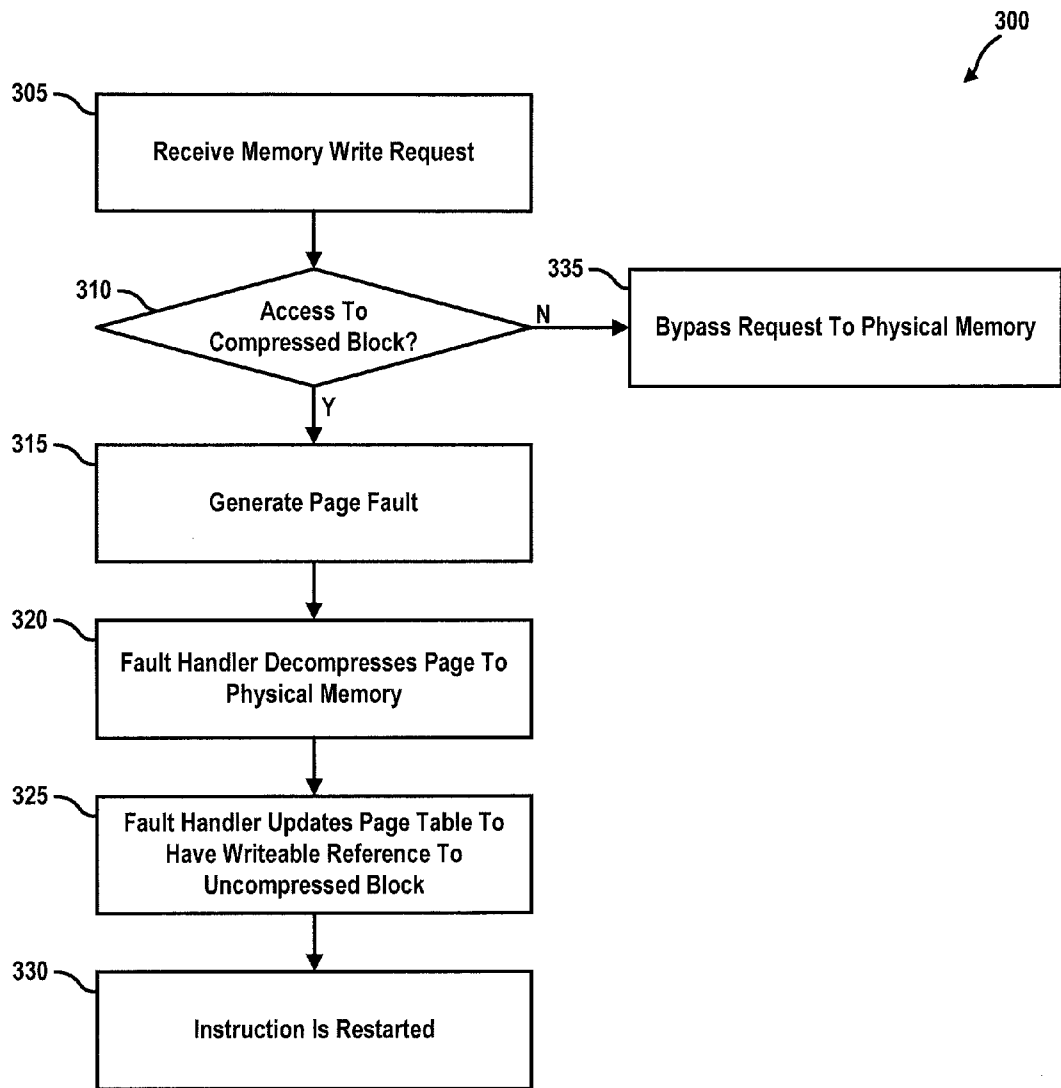 300
305
Receive Memory Write Request
310
Access To
Compressed Block?
N
335
Bypass Request To Physical Memory
Y
315
Generate Page Fault
320
Fault Handler Decompresses Page To
Physical Memory
325
Fault Handler Updates Page Table To
Have Writeable Reference To
Uncompressed Block
330
Instruction Is Restarted